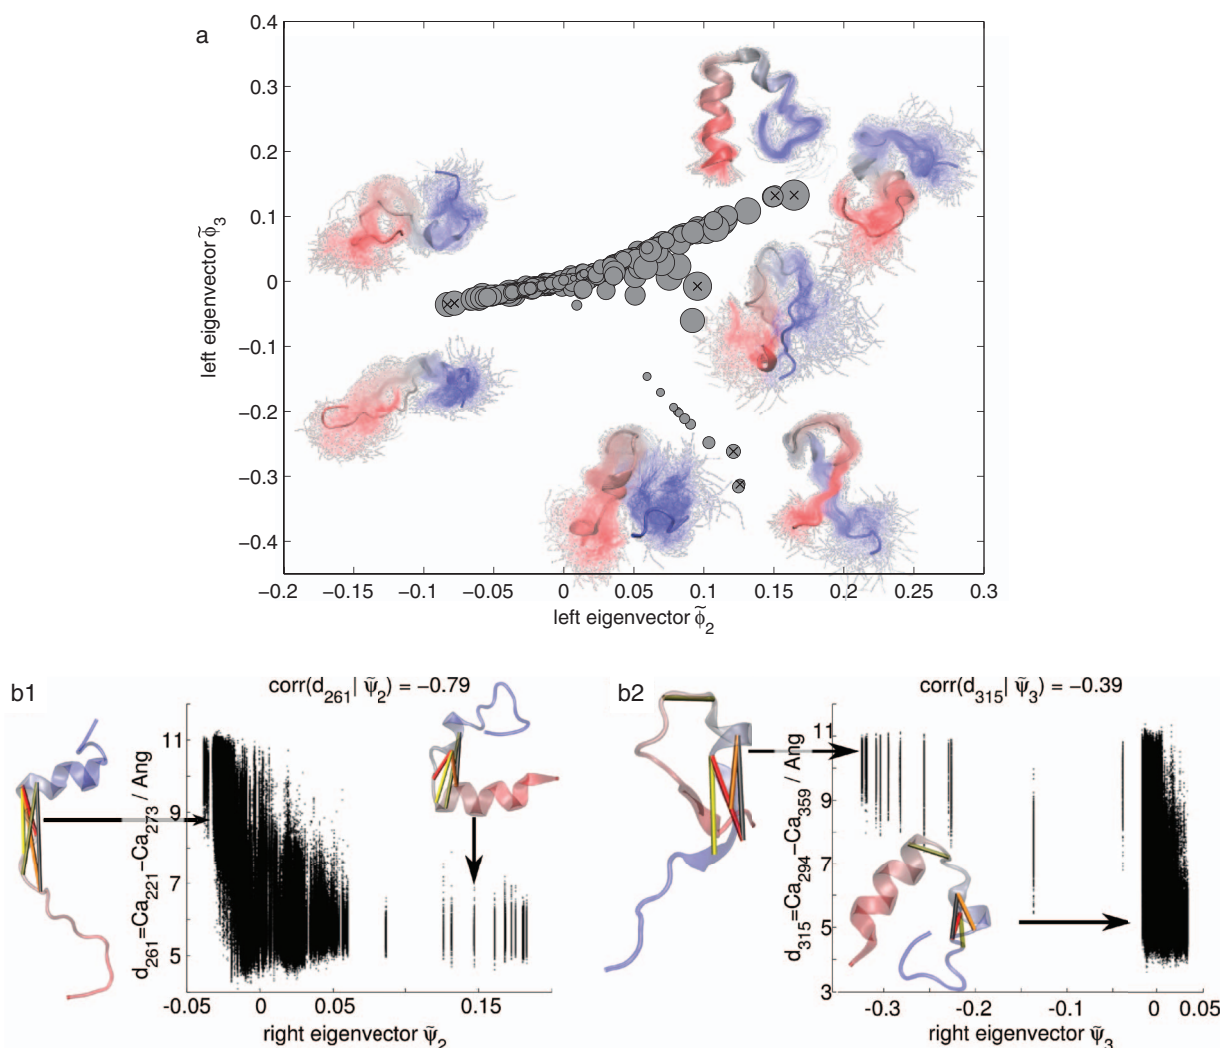 a
0.4
0.3
0.2
0.1
0
−0.1
−0.2
−0.3
−0.4
left eigenvector ϕ̃₃
−0.2 −0.15 −0.1 −0.05 0 0.05 0.1 0.15 0.2 0.25 0.3
left eigenvector ϕ̃₂
b1
corr(d₂₆₁| ψ̃₂) = −0.79
11
9
7
5
d₂₆₁=Ca₂₂₁−Ca₂₇₃ / Ang
-0.05 0 0.05 0.15
right eigenvector ψ̃₂
b2
corr(d₃₁₅| ψ̃₃) = −0.39
11
9
7
5
3
d₃₁₅=Ca₂₉₄−Ca₃₅₉ / Ang
-0.3 -0.2 -0.1 0 0.05
right eigenvector ψ̃₃